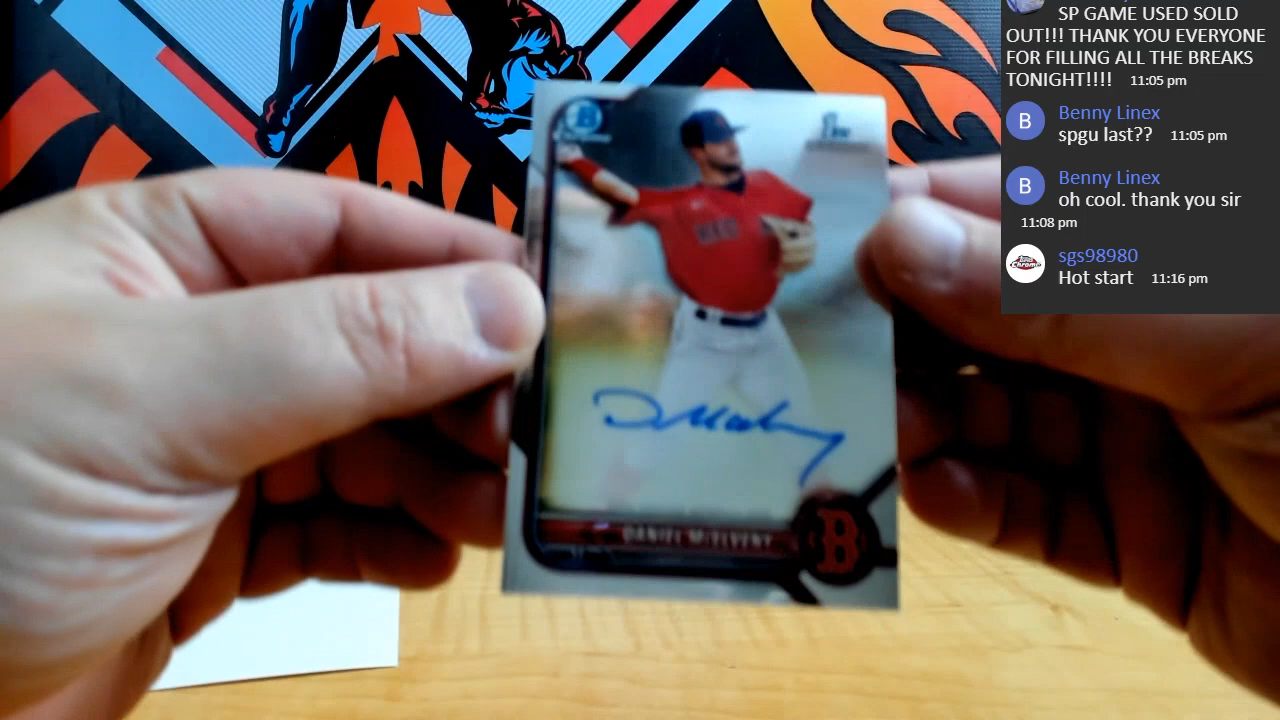 SP GAME USED SOLD
OUT!!! THANK YOU EVERYONE
FOR FILLING ALL THE BREAKS
TONIGHT!!!! 11:05 pm
Benny Linex
spgu last?? 11:05 pm
Benny Linex
oh cool. thank you sir
11:08 pm
sgs98980
Hot start 11:16 pm
B
B
B
1st
RED
DANIEL McELVENY
B